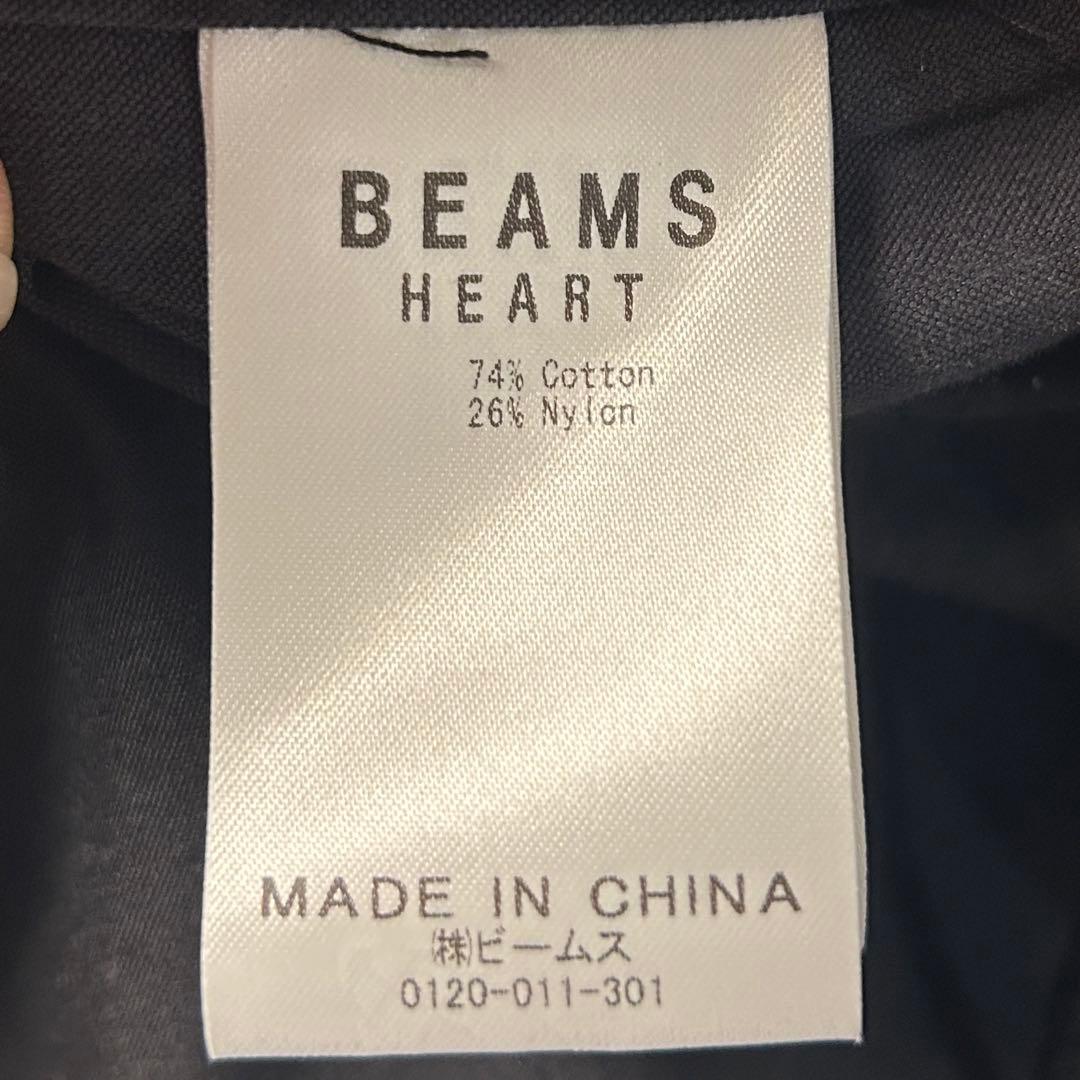 BEAMS
HEART
74% Cotton
26% Nylon
MADE IN CHINA
㈱ビームス
0120-011-301